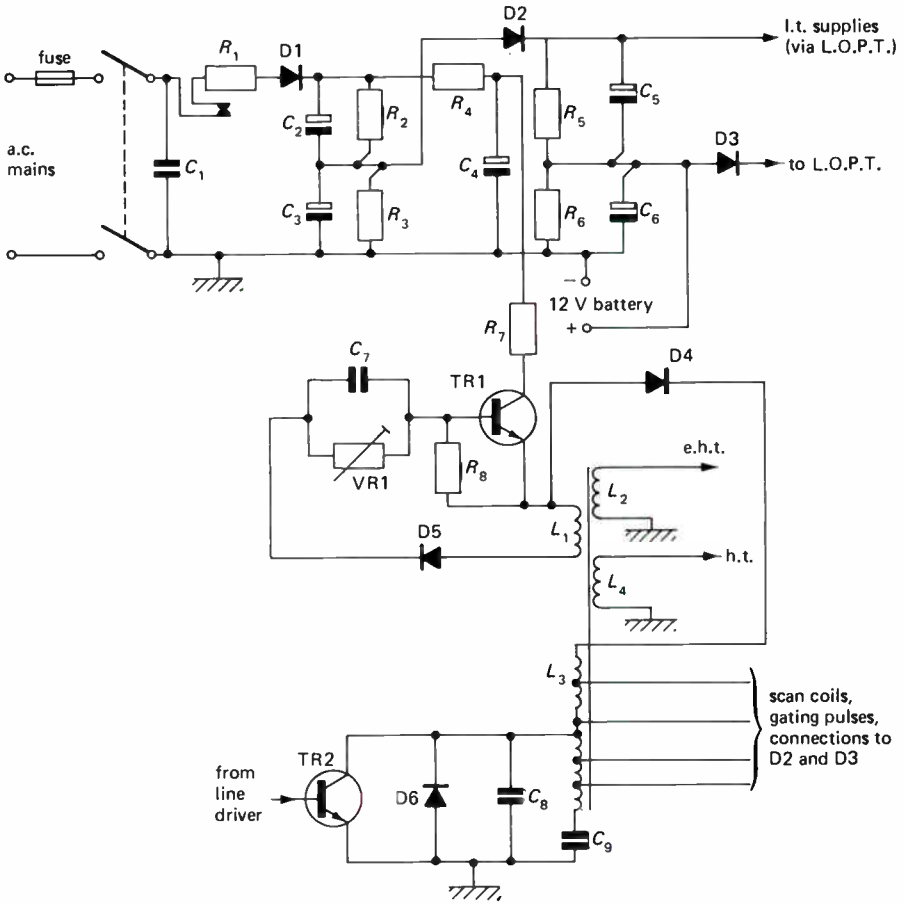 D2
l.t. supplies
(via L.O.P.T.)
fuse
R1
D1
C5
R4
R2
R5
C2
D3
a.c.
mains
C1
C4
to L.O.P.T.
C3
R3
R6
C6
−
12 V battery
+
R7
C7
D4
TR1
e.h.t.
VR1
R8
L2
L1
D5
h.t.
L4
L3
scan coils,
gating pulses,
connections to
D2 and D3
TR2
from
line
driver
D6
C8
C9